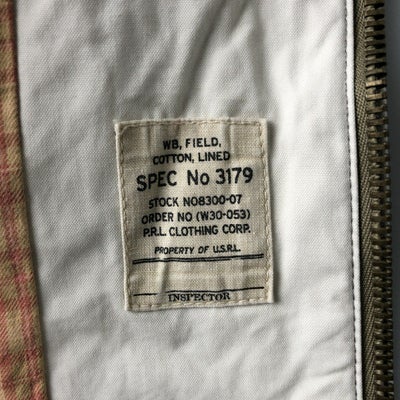 WB, FIELD,
COTTON, LINED
SPEC No 3179
STOCK NO8300-07
ORDER NO (W30-053)
P.R.L. CLOTHING CORP.
PROPERTY OF U.S.R.L.
INSPECTOR